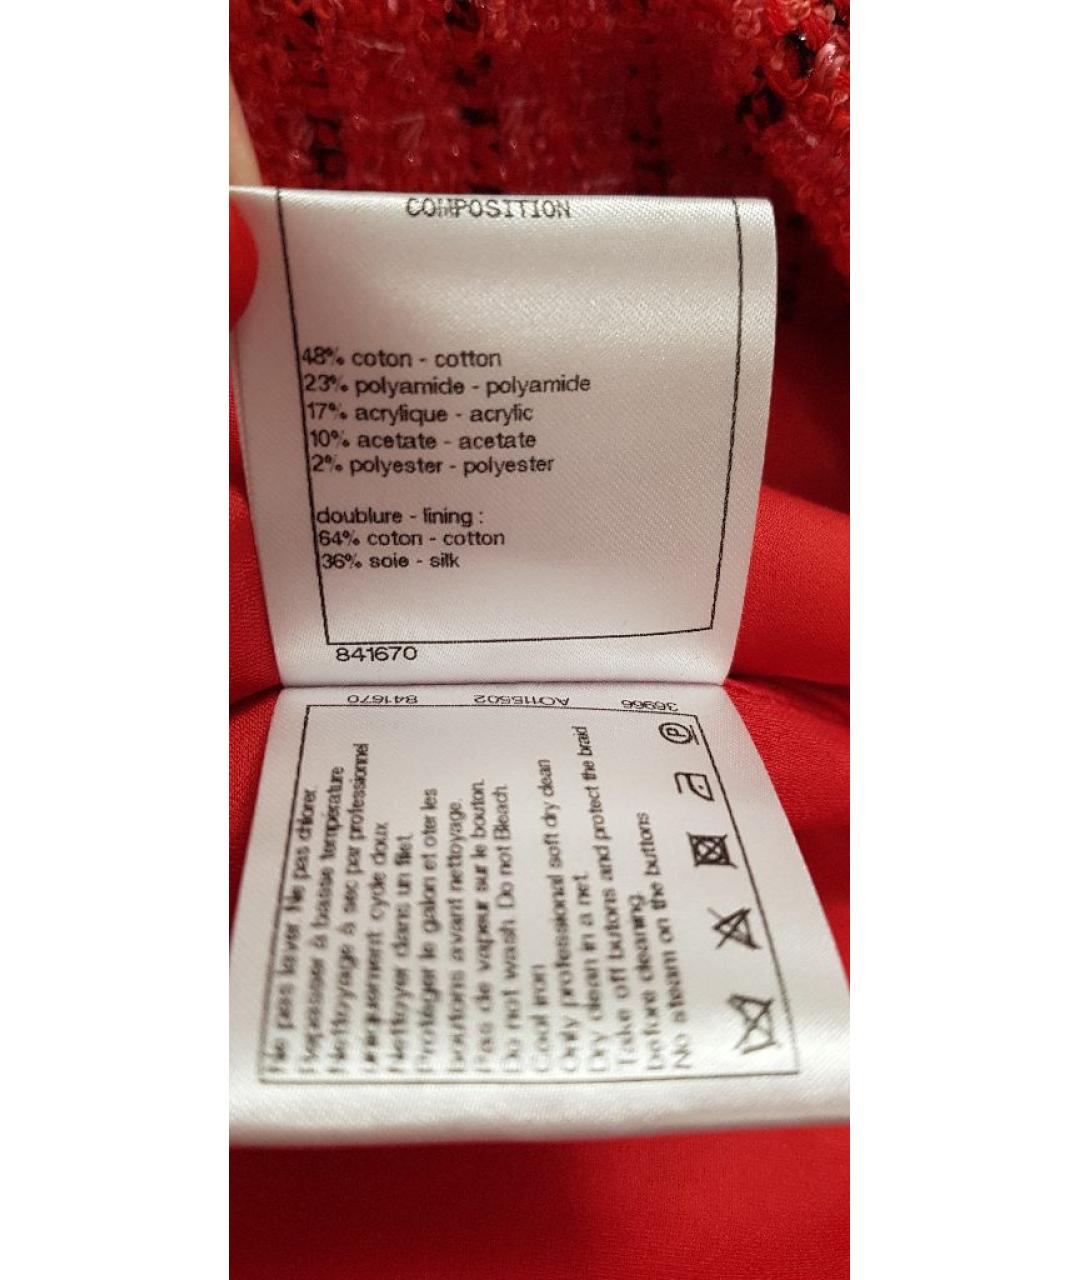 COMPOSITION
48% coton - cotton
23% polyamide - polyamide
17% acrylique - acrylic
10% acetate - acetate
2% polyester - polyester
doublure - lining :
64% coton - cotton
36% soie - silk
841670
36966 AO115502 841670
Ne pas laver. Ne pas chlorer.
Repasser à basse température
Nettoyage à sec par professionnel
uniquement cycle doux
Nettoyer dans un filet.
Protéger le galon et oter les
boutons avant nettoyage.
Pas de vapeur sur le bouton.
Do not wash. Do not Bleach.
Cool iron
Only professional soft dry clean
Dry clean in a net.
Take off buttons and protect the braid
before cleaning.
No steam on the buttons
P